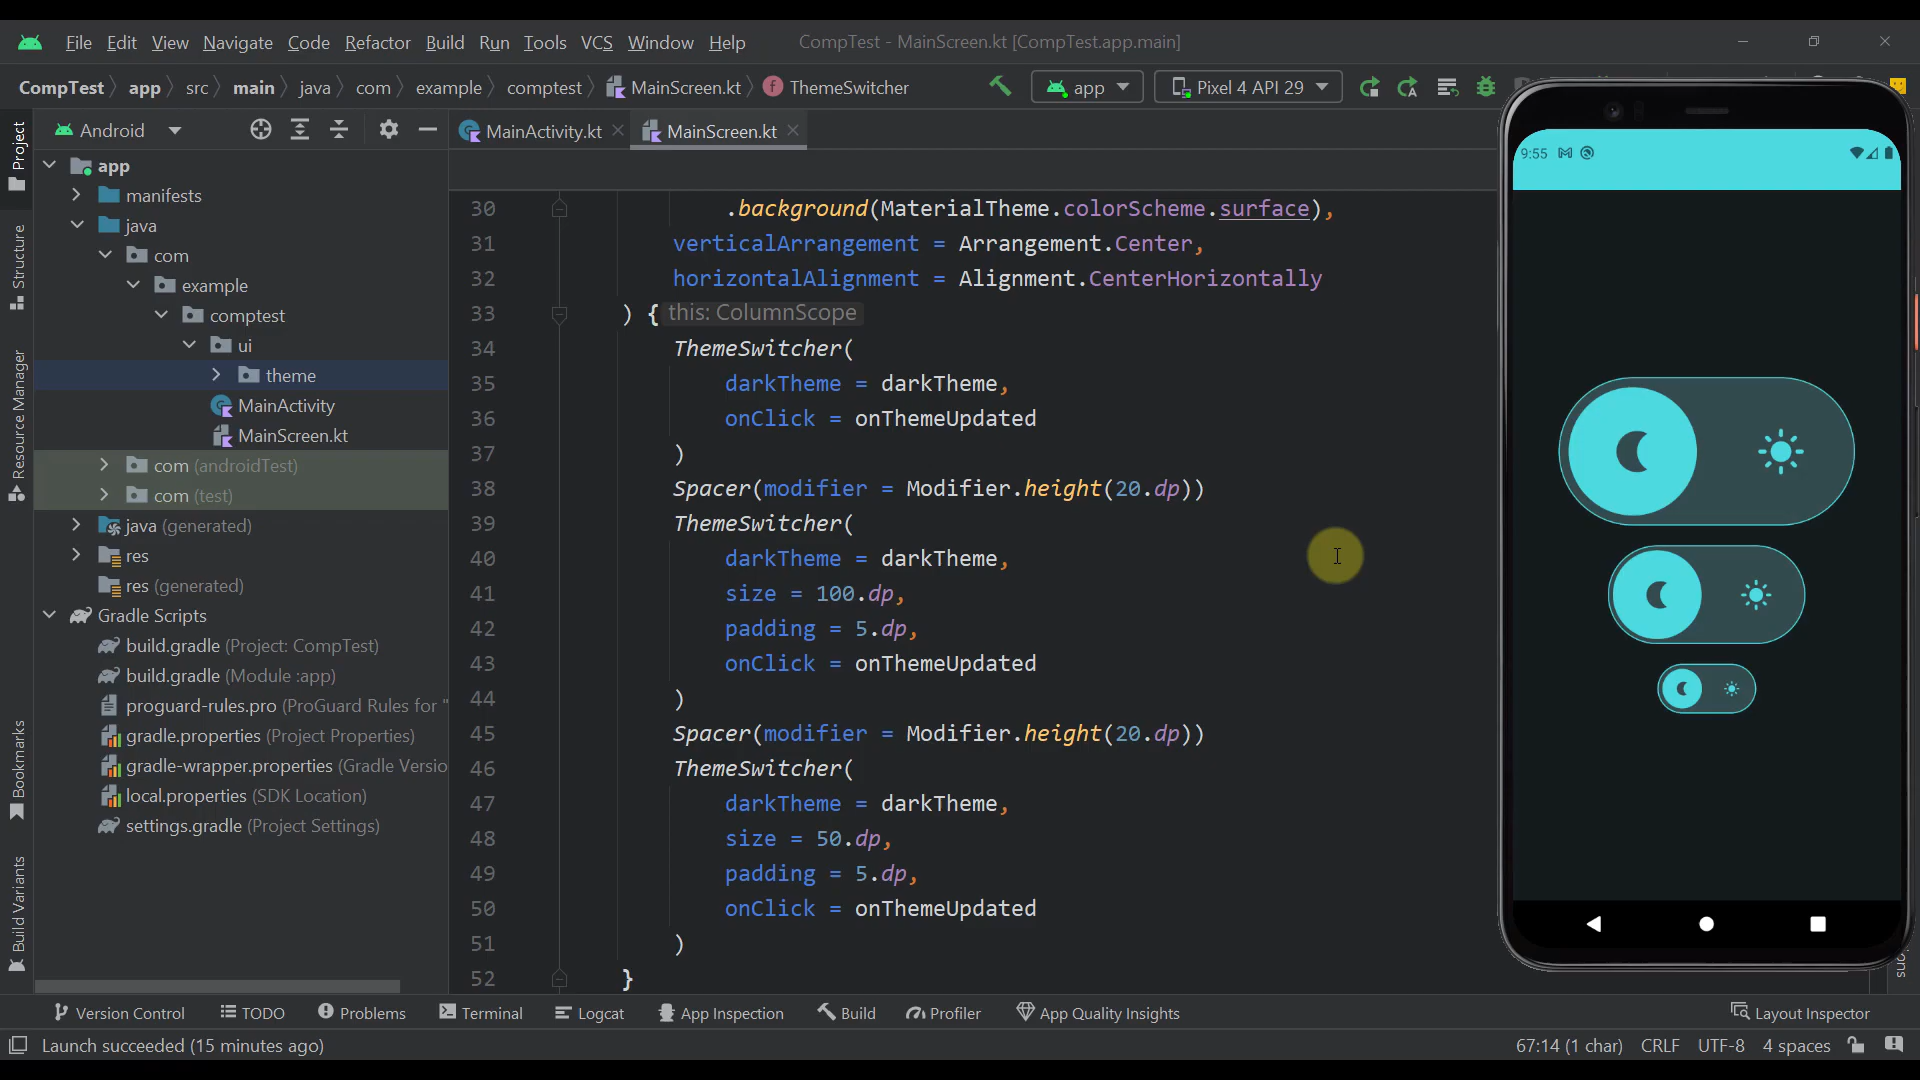 File Edit View Navigate Code Refactor Build Run Tools VCS Window Help CompTest - MainScreen.kt [CompTest.app.main]
CompTest app src main java com example comptest MainScreen.kt ThemeSwitcher app Pixel 4 API 29
Project
Structure
Resource Manager
Bookmarks
Build Variants
Android
app
manifests
java
com
example
comptest
ui
theme
MainActivity
MainScreen.kt
com (androidTest)
com (test)
java (generated)
res
res (generated)
Gradle Scripts
build.gradle (Project: CompTest)
build.gradle (Module :app)
proguard-rules.pro (ProGuard Rules for "
gradle.properties (Project Properties)
gradle-wrapper.properties (Gradle Versio
local.properties (SDK Location)
settings.gradle (Project Settings)
MainActivity.kt MainScreen.kt
30 .background(MaterialTheme.colorScheme.surface),
31 verticalArrangement = Arrangement.Center,
32 horizontalAlignment = Alignment.CenterHorizontally
33 ) { this: ColumnScope
34 ThemeSwitcher(
35 darkTheme = darkTheme,
36 onClick = onThemeUpdated
37 )
38 Spacer(modifier = Modifier.height(20.dp))
39 ThemeSwitcher(
40 darkTheme = darkTheme,
41 size = 100.dp,
42 padding = 5.dp,
43 onClick = onThemeUpdated
44 )
45 Spacer(modifier = Modifier.height(20.dp))
46 ThemeSwitcher(
47 darkTheme = darkTheme,
48 size = 50.dp,
49 padding = 5.dp,
50 onClick = onThemeUpdated
51 )
52 }
9:55
Version Control TODO Problems Terminal Logcat App Inspection Build Profiler App Quality Insights Layout Inspector
Launch succeeded (15 minutes ago) 67:14 (1 char) CRLF UTF-8 4 spaces